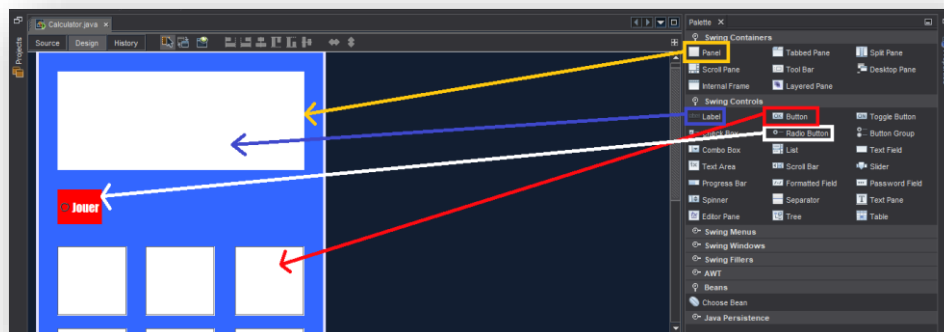 Calculator.java ×
Source Design History
Projects
Jouer
Palette ×
Swing Containers
Panel Tabbed Pane Split Pane
Scroll Pane Tool Bar Desktop Pane
Internal Frame Layered Pane
Swing Controls
Label Button Toggle Button
Radio Button Button Group
Combo Box List Text Field
Text Area Scroll Bar Slider
Progress Bar Formatted Field Password Field
Spinner Separator Text Pane
Editor Pane Tree Table
Swing Menus
Swing Windows
Swing Fillers
AWT
Beans
Choose Bean
Java Persistence